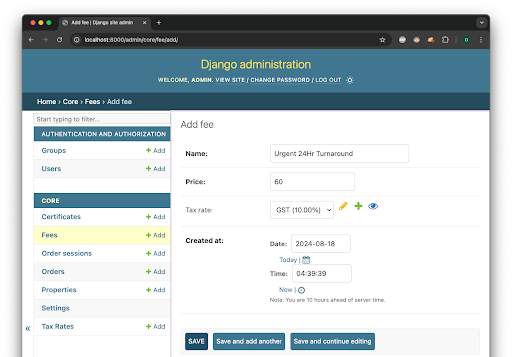 Add fee | Django site admin
localhost:8000/admin/core/fee/add/
D
Django administration
WELCOME, ADMIN. VIEW SITE / CHANGE PASSWORD / LOG OUT
Home › Core › Fees › Add fee
Start typing to filter...
AUTHENTICATION AND AUTHORIZATION
Groups + Add
Users + Add
CORE
Certificates + Add
Fees + Add
Order sessions + Add
Orders + Add
Properties + Add
Settings
Tax Rates + Add
«
Add fee
Name: Urgent 24Hr Turnaround
Price: 60
Tax rate: GST (10.00%)
Created at: Date: 2024-08-18
Today |
Time: 04:39:39
Now |
Note: You are 10 hours ahead of server time.
SAVE Save and add another Save and continue editing